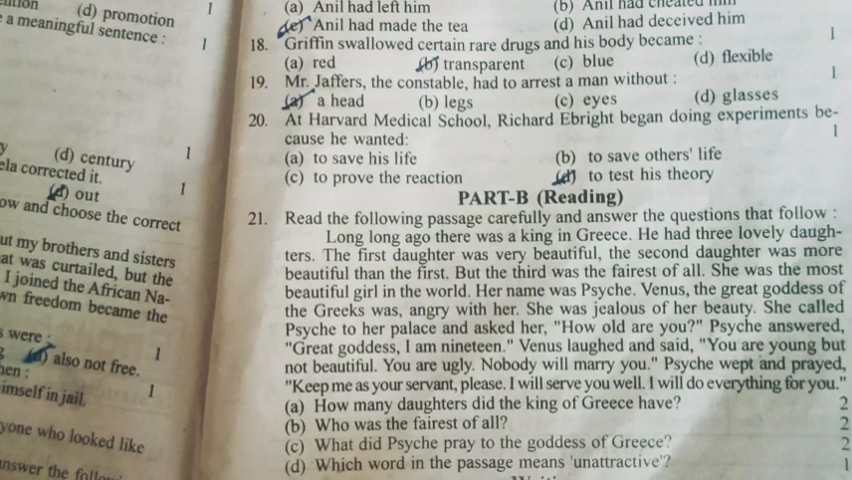 (d) promotion 1
a meaningful sentence : 1
(d) century 1
ela corrected it.
(d) out 1
ow and choose the correct
ut my brothers and sisters
at was curtailed, but the
I joined the African Na-
wn freedom became the
s were : 1
(d) also not free.
hen : 1
imself in jail.
yone who looked like
answer the
(a) Anil had left him (b) Anil had cheated him
(c) Anil had made the tea (d) Anil had deceived him
18. Griffin swallowed certain rare drugs and his body became : 1
(a) red (b) transparent (c) blue (d) flexible
19. Mr. Jaffers, the constable, had to arrest a man without : 1
(a) a head (b) legs (c) eyes (d) glasses
20. At Harvard Medical School, Richard Ebright began doing experiments be-
cause he wanted: 1
(a) to save his life (b) to save others' life
(c) to prove the reaction (d) to test his theory
PART-B (Reading)
21. Read the following passage carefully and answer the questions that follow :
Long long ago there was a king in Greece. He had three lovely daugh-
ters. The first daughter was very beautiful, the second daughter was more
beautiful than the first. But the third was the fairest of all. She was the most
beautiful girl in the world. Her name was Psyche. Venus, the great goddess of
the Greeks was, angry with her. She was jealous of her beauty. She called
Psyche to her palace and asked her, "How old are you?" Psyche answered,
"Great goddess, I am nineteen." Venus laughed and said, "You are young but
not beautiful. You are ugly. Nobody will marry you." Psyche wept and prayed,
"Keep me as your servant, please. I will serve you well. I will do everything for you."
(a) How many daughters did the king of Greece have? 2
(b) Who was the fairest of all? 2
(c) What did Psyche pray to the goddess of Greece? 2
(d) Which word in the passage means 'unattractive'? 1